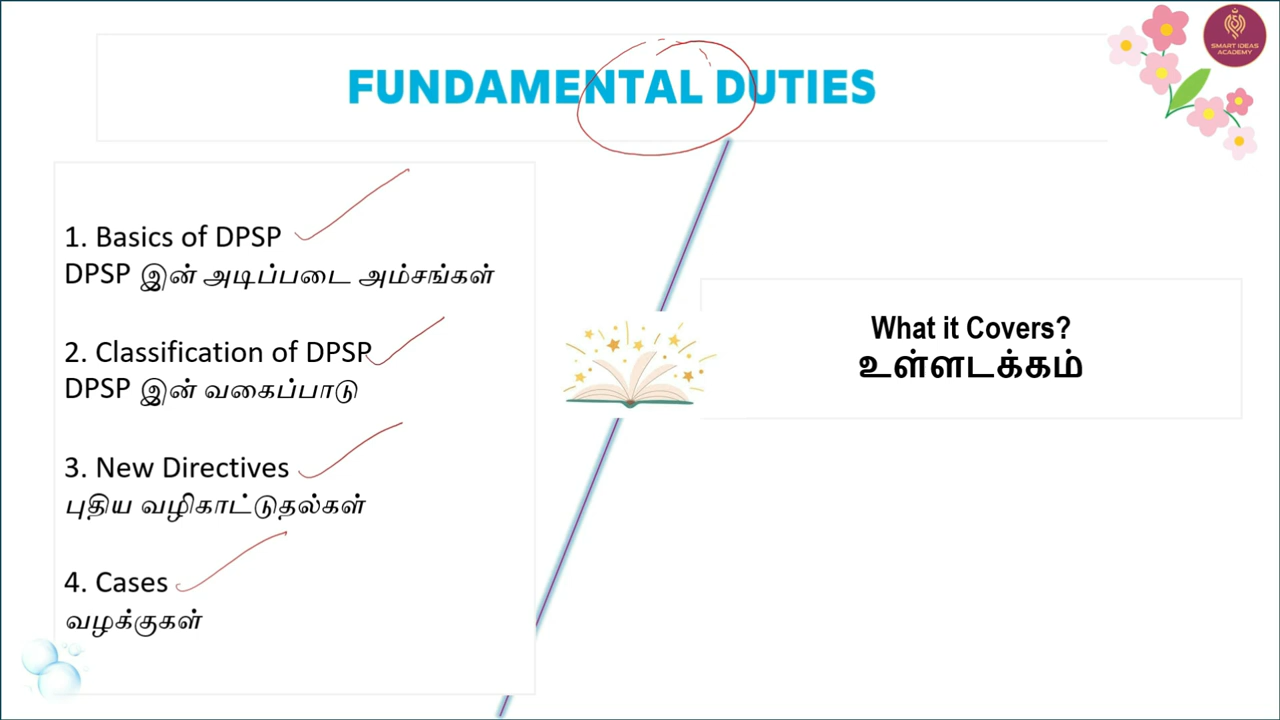 SMART IDEAS
ACADEMY
FUNDAMENTAL DUTIES
1. Basics of DPSP
DPSP இன் அடிப்படை அம்சங்கள்
2. Classification of DPSP
DPSP இன் வகைப்பாடு
3. New Directives
புதிய வழிகாட்டுதல்கள்
4. Cases
வழக்குகள்
What it Covers?
உள்ளடக்கம்